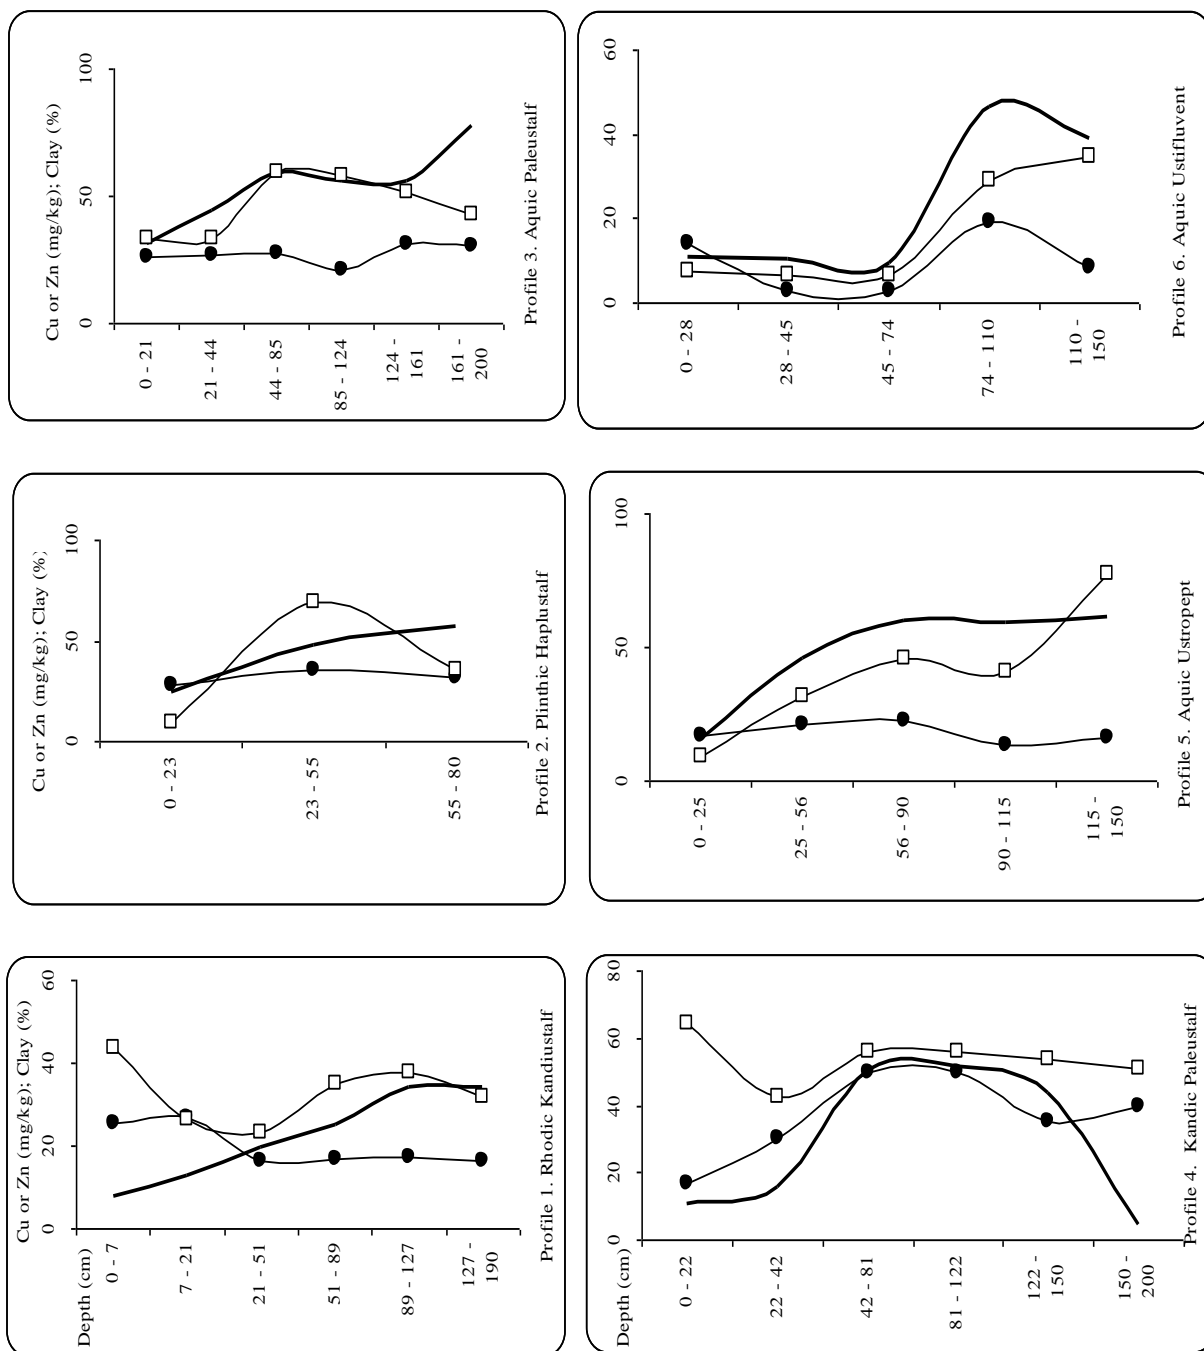 Cu or Zn (mg/kg); Clay (%)
100
50
0
0 - 21
21 - 44
44 - 85
85 - 124
124 -
161
161 -
200
Profile 3. Aquic Paleustalf
60
40
20
0
0 - 28
28 - 45
45 - 74
74 - 110
110 -
150
Profile 6. Aquic Ustifluvent
Cu or Zn (mg/kg); Clay (%)
100
50
0
0 - 23
23 - 55
55 - 80
Profile 2. Plinthic Haplustalf
100
50
0
0 - 25
25 - 56
56 - 90
90 - 115
115 -
150
Profile 5. Aquic Ustropept
Cu or Zn (mg/kg); Clay (%)
60
40
20
0
Depth (cm)
0 - 7
7 - 21
21 - 51
51 - 89
89 - 127
127 -
190
Profile 1. Rhodic Kandiustalf
80
60
40
20
0
Depth (cm)
0 - 22
22 - 42
42 - 81
81 - 122
122 -
150
150 -
200
Profile 4. Kandic Paleustalf